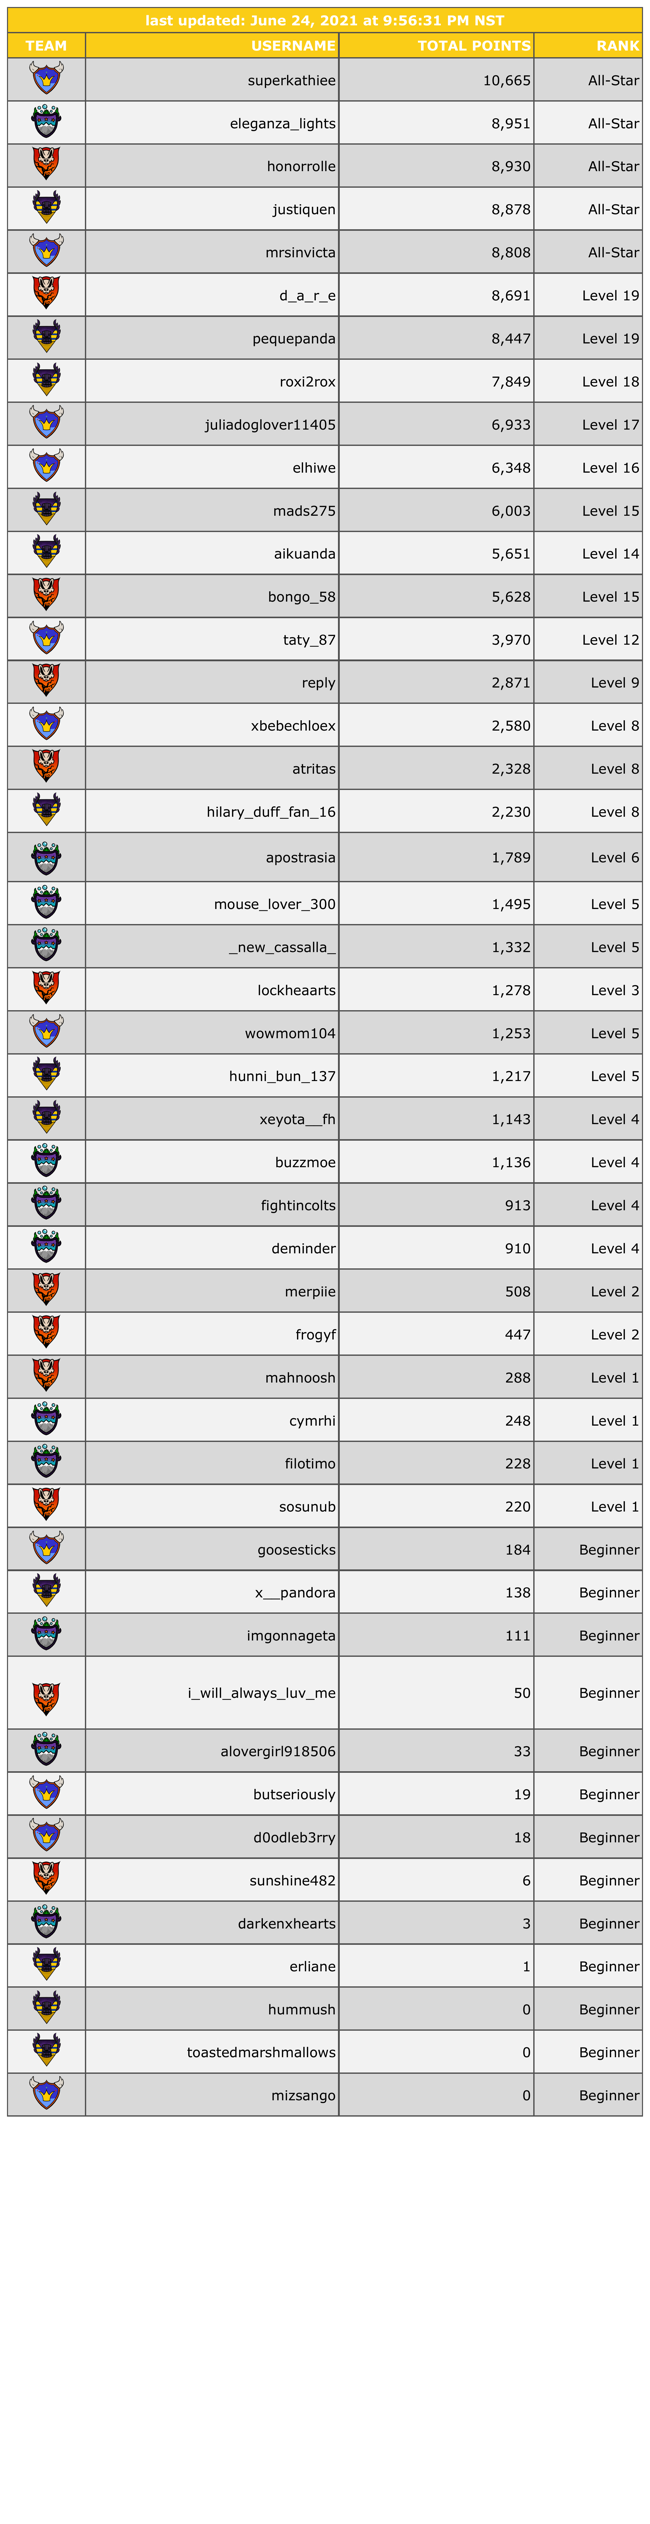 last updated: June 24, 2021 at 9:56:31 PM NST
TEAM USERNAME TOTAL POINTS RANK
superkathiee 10,665 All-Star
eleganza_lights 8,951 All-Star
honorrolle 8,930 All-Star
justiquen 8,878 All-Star
mrsinvicta 8,808 All-Star
d_a_r_e 8,691 Level 19
pequepanda 8,447 Level 19
roxi2rox 7,849 Level 18
juliadoglover11405 6,933 Level 17
elhiwe 6,348 Level 16
mads275 6,003 Level 15
aikuanda 5,651 Level 14
bongo_58 5,628 Level 15
taty_87 3,970 Level 12
reply 2,871 Level 9
xbebechloex 2,580 Level 8
atritas 2,328 Level 8
hilary_duff_fan_16 2,230 Level 8
apostrasia 1,789 Level 6
mouse_lover_300 1,495 Level 5
_new_cassalla_ 1,332 Level 5
lockheaarts 1,278 Level 3
wowmom104 1,253 Level 5
hunni_bun_137 1,217 Level 5
xeyota__fh 1,143 Level 4
buzzmoe 1,136 Level 4
fightincolts 913 Level 4
deminder 910 Level 4
merpiie 508 Level 2
frogyf 447 Level 2
mahnoosh 288 Level 1
cymrhi 248 Level 1
filotimo 228 Level 1
sosunub 220 Level 1
goosesticks 184 Beginner
x__pandora 138 Beginner
imgonnageta 111 Beginner
i_will_always_luv_me 50 Beginner
alovergirl918506 33 Beginner
butseriously 19 Beginner
d0odleb3rry 18 Beginner
sunshine482 6 Beginner
darkenxhearts 3 Beginner
erliane 1 Beginner
hummush 0 Beginner
toastedmarshmallows 0 Beginner
mizsango 0 Beginner